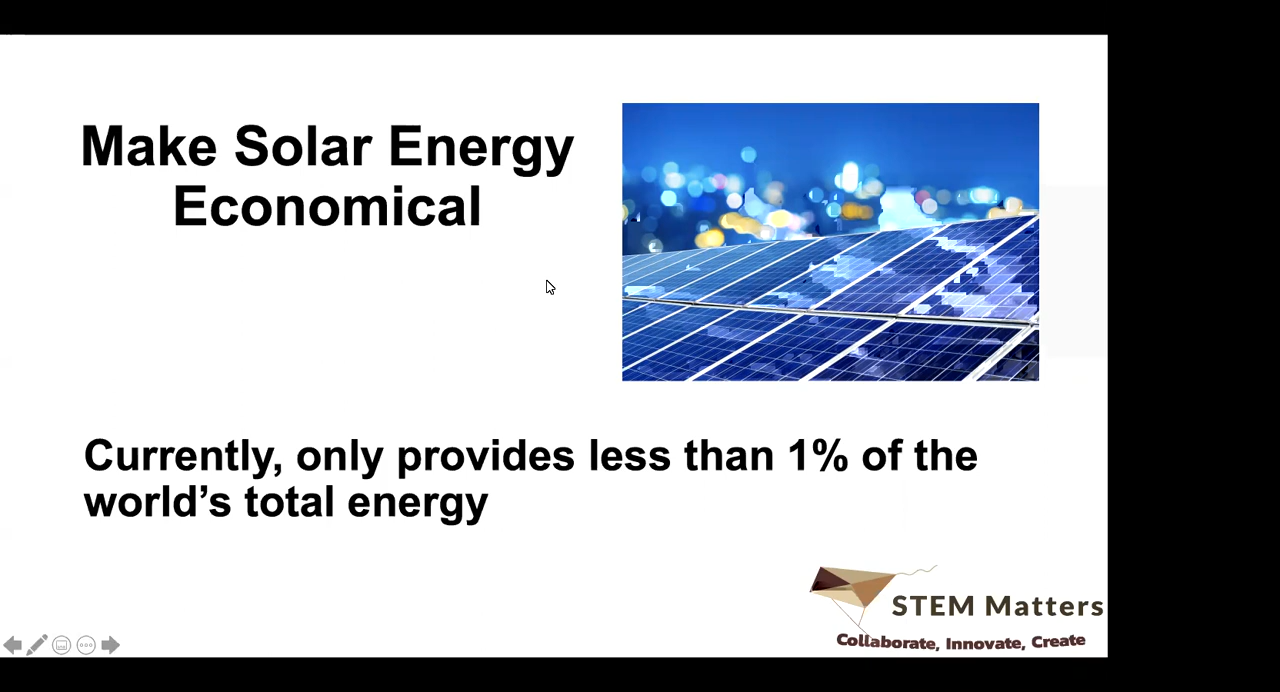 Make Solar Energy
Economical
Currently, only provides less than 1% of the
world’s total energy
STEM Matters
Collaborate, Innovate, Create